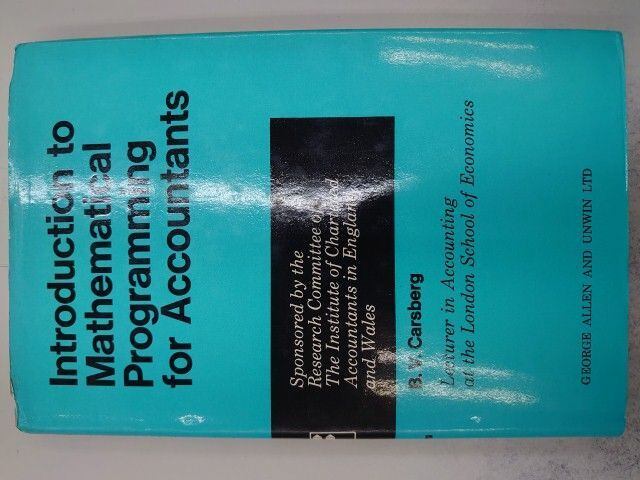 Introduction to
Mathematical
Programming
for Accountants
Sponsored by the
Research Committee of
The Institute of Chartered
Accountants in England
and Wales
B. V. Carsberg
Lecturer in Accounting
at the London School of Economics
GEORGE ALLEN AND UNWIN LTD